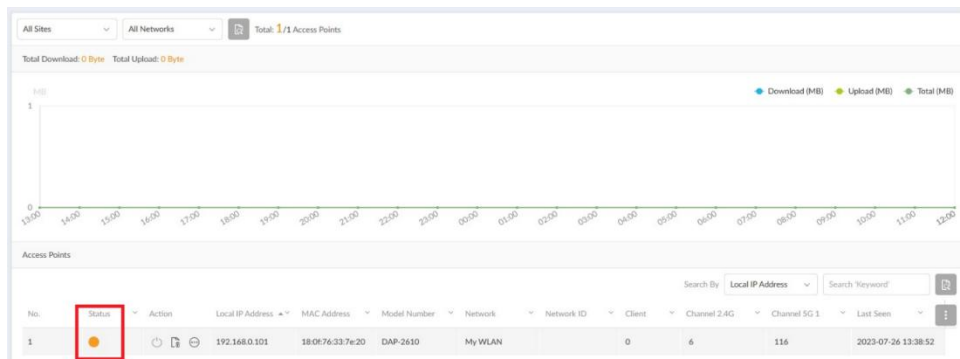 All Sites All Networks Total: 1/1 Access Points
Total Download: 0 Byte Total Upload: 0 Byte
MB
Download (MB) Upload (MB) Total (MB)
1
0
13:00 14:00 15:00 16:00 17:00 18:00 19:00 20:00 21:00 22:00 23:00 00:00 01:00 02:00 03:00 04:00 05:00 06:00 07:00 08:00 09:00 10:00 11:00 12:00
Access Points
Search By Local IP Address Search 'Keyword'
No. Status Action Local IP Address MAC Address Model Number Network Network ID Client Channel 2.4G Channel 5G 1 Last Seen
1 192.168.0.101 18:0f:76:33:7e:20 DAP-2610 My WLAN 0 6 116 2023-07-26 13:38:52